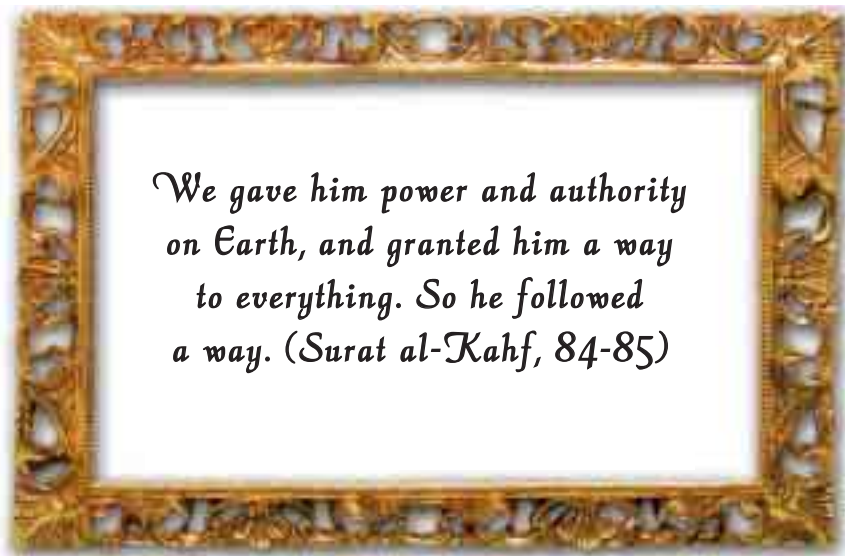 We gave him power and authority
on Earth, and granted him a way
to everything. So he followed
a way. (Surat al-Kahf, 84-85)